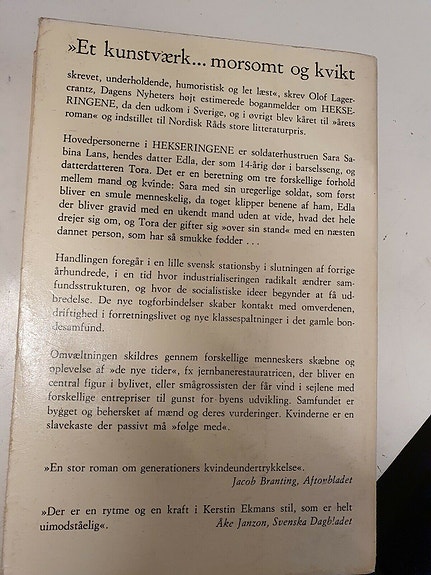 »Et kunstværk... morsomt og kvikt
skrevet, underholdende, humoristisk og let læst«, skrev Olof Lager-
crantz, Dagens Nyheters højt estimerede boganmelder om HEKSE-
RINGENE, da den udkom i Sverige, og i øvrigt blev kåret til »årets
roman« og indstillet til Nordisk Råds store litteraturpris.
Hovedpersonerne i HEKSERINGENE er soldaterhustruen Sara Sa-
bina Lans, hendes datter Edla, der som 14-årig dør i barselsseng, og
datterdatteren Tora. Det er en beretning om tre forskellige forhold
mellem mand og kvinde: Sara med sin uregerlige soldat, som først
bliver en smule menneskelig, da toget klipper benene af ham, Edla
der bliver gravid med en ukendt mand uden at vide, hvad det hele
drejer sig om, og Tora der gifter sig »over sin stand« med en næsten
dannet person, som har så smukke fødder . . .
Handlingen foregår i en lille svensk stationsby i slutningen af forrige
århundrede, i en tid hvor industrialiseringen radikalt ændrer sam-
fundsstrukturen, og hvor de socialistiske ideer begynder at få ud-
bredelse. De nye togforbindelser skaber kontakt med omverdenen,
driftighed i forretningslivet og nye klassespaltninger i det gamle bon-
desamfund.
Omvæltningen skildres gennem forskellige menneskers skæbne og
oplevelse af »de nye tider«, fx jernbanerestauratricen, der bliver en
central figur i bylivet, eller smågrossisten der får vind i sejlene med
forskellige entrepriser til gunst for byens udvikling. Samfundet er
bygget og behersket af mænd og deres vurderinger. Kvinderne er en
slavekaste der passivt må »følge med«.
»En stor roman om generationers kvindeundertrykkelse«.
Jacob Branting, Aftonbladet
»Der er en rytme og en kraft i Kerstin Ekmans stil, som er helt
uimodståelig«. Åke Janzon, Svenska Dagbladet